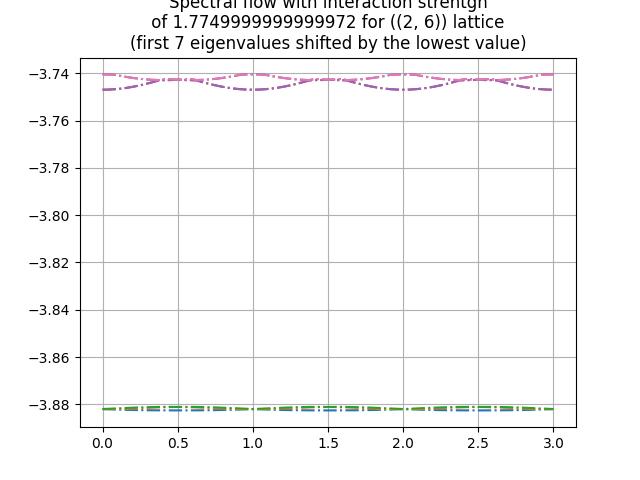 Spectral flow with interaction strentgh
of 1.7749999999999972 for ((2, 6)) lattice
(first 7 eigenvalues shifted by the lowest value)
−3.74
−3.76
−3.78
−3.80
−3.82
−3.84
−3.86
−3.88
0.0 0.5 1.0 1.5 2.0 2.5 3.0